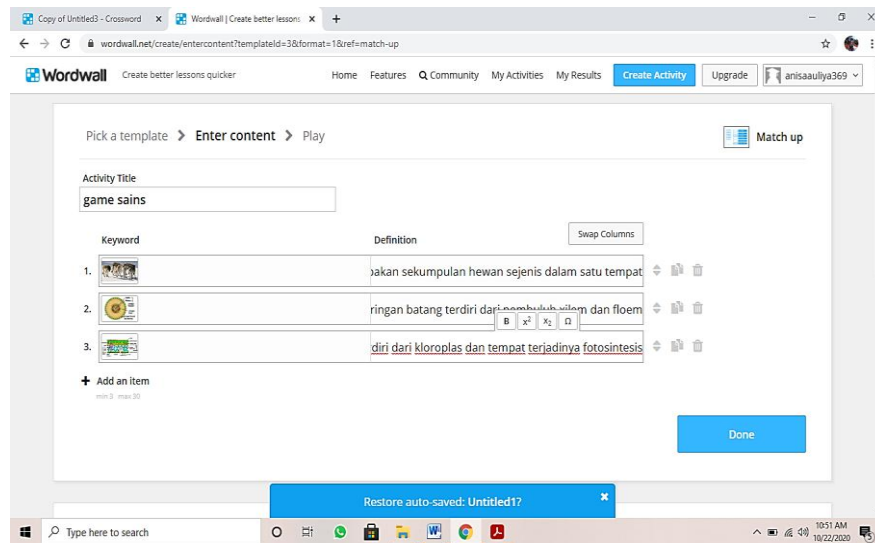 Copy of Untitled3 - Crossword
Wordwall | Create better lessons
wordwall.net/create/entercontent?templateId=3&format=1&ref=match-up
Wordwall
Create better lessons quicker
Home
Features
Community
My Activities
My Results
Create Activity
Upgrade
anisaauliya369
Pick a template
Enter content
Play
Match up
Activity Title
game sains
Keyword
Definition
Swap Columns
1.
pakan sekumpulan hewan sejenis dalam satu tempat
2.
ringan batang terdiri dari pembuluh xilem dan floem
B x² x₂ Ω
3.
diri dari kloroplas dan tempat terjadinya fotosintesis
Add an item
min 3 max 30
Done
Restore auto-saved: Untitled1?
Type here to search
10:51 AM
10/22/2020